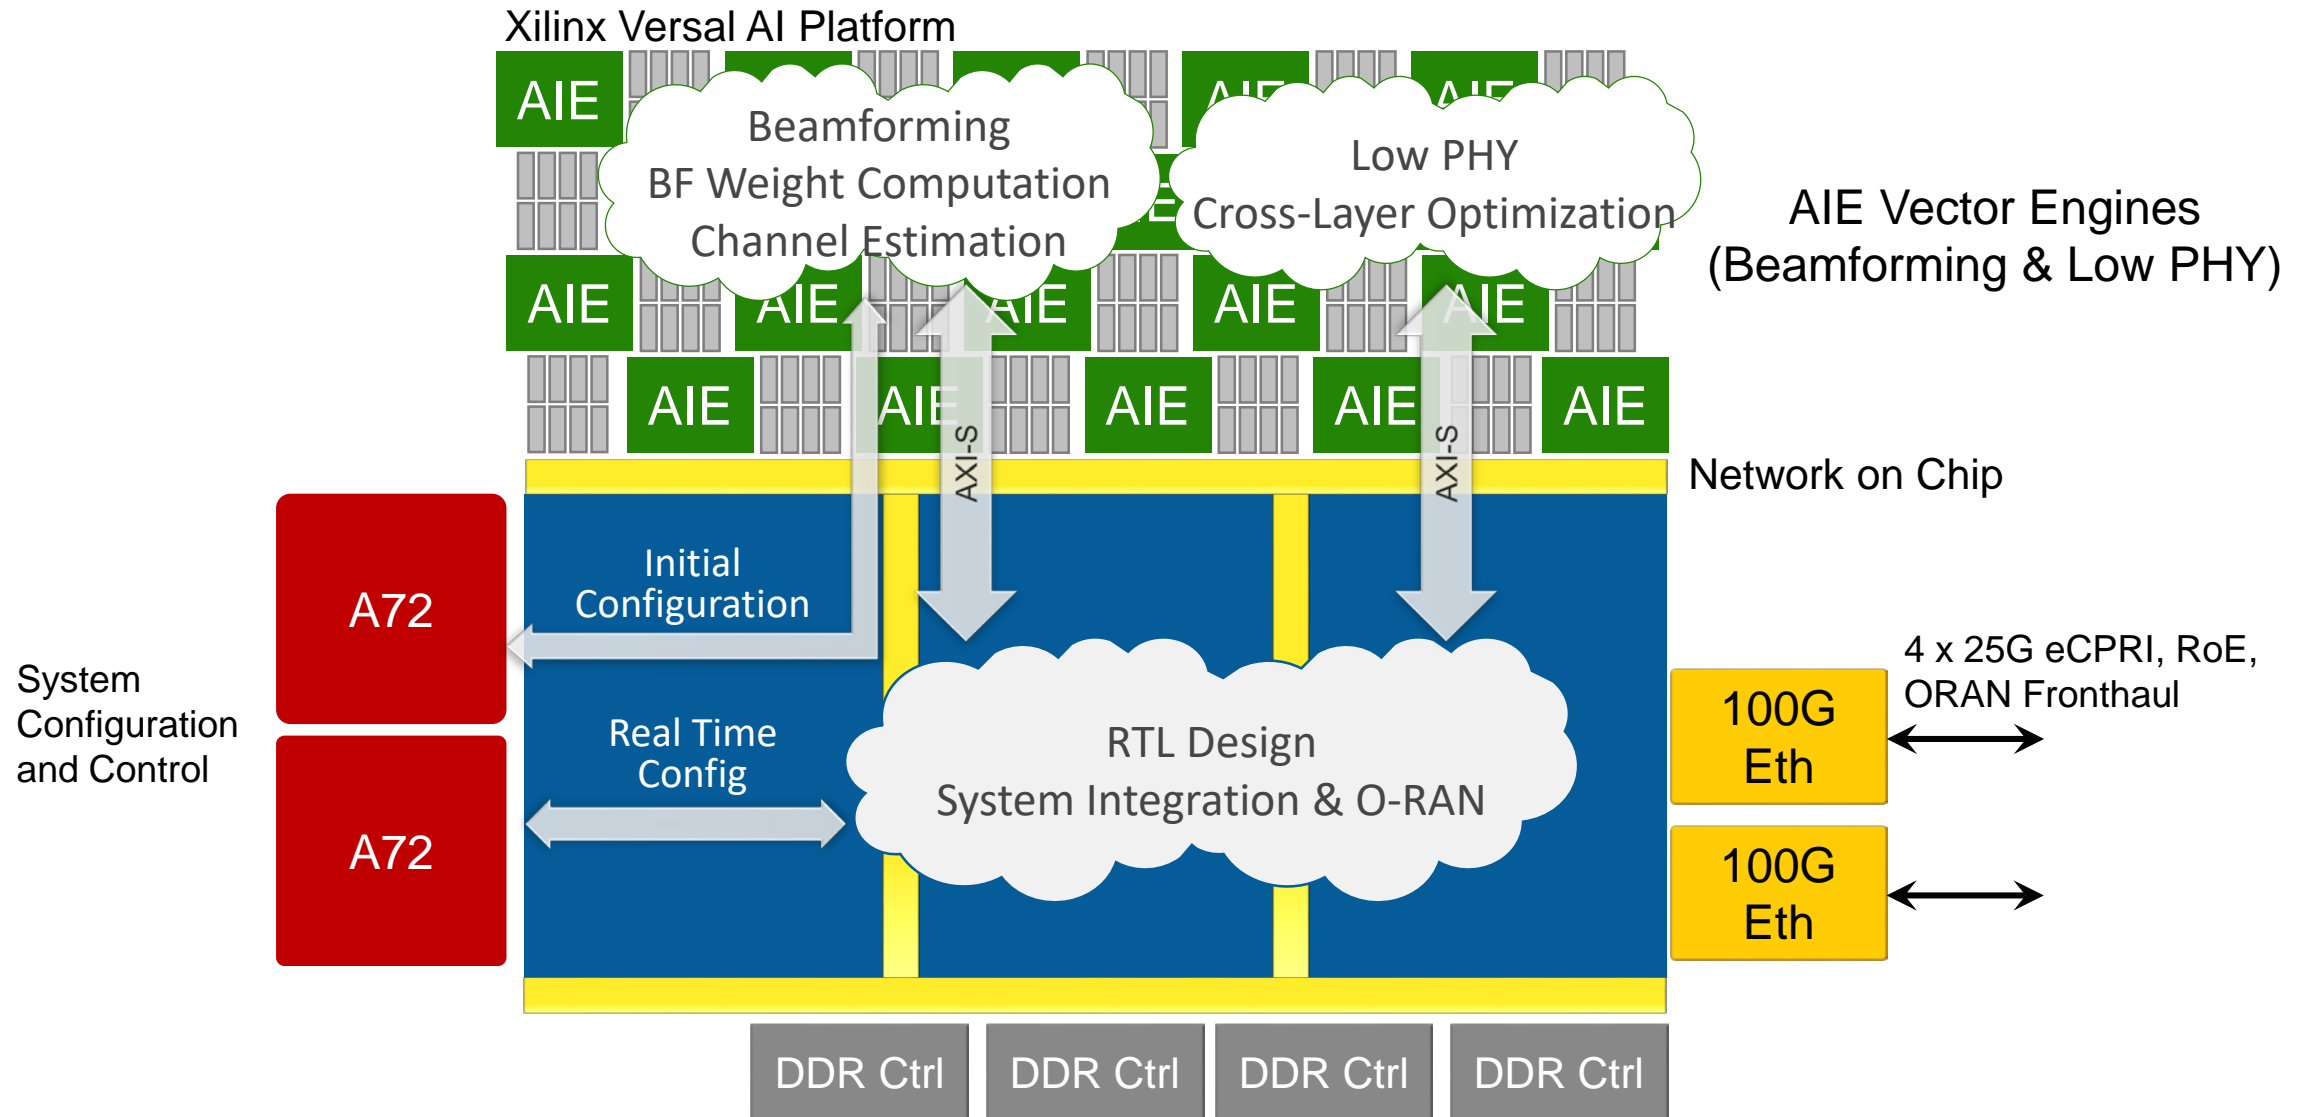 Xilinx Versal AI Platform
AIE
AIE
AIE
Beamforming
BF Weight Computation
Channel Estimation
Low PHY
Cross-Layer Optimization
AIE Vector Engines
(Beamforming & Low PHY)
AIE
AIE
AIE
AIE
AIE
AIE
AIE
AIE
AIE
AIE
AXI-S
AXI-S
Network on Chip
A72
Initial
Configuration
System
Configuration
and Control
Real Time
Config
A72
RTL Design
System Integration & O-RAN
4 x 25G eCPRI, RoE,
ORAN Fronthaul
100G
Eth
100G
Eth
DDR Ctrl
DDR Ctrl
DDR Ctrl
DDR Ctrl